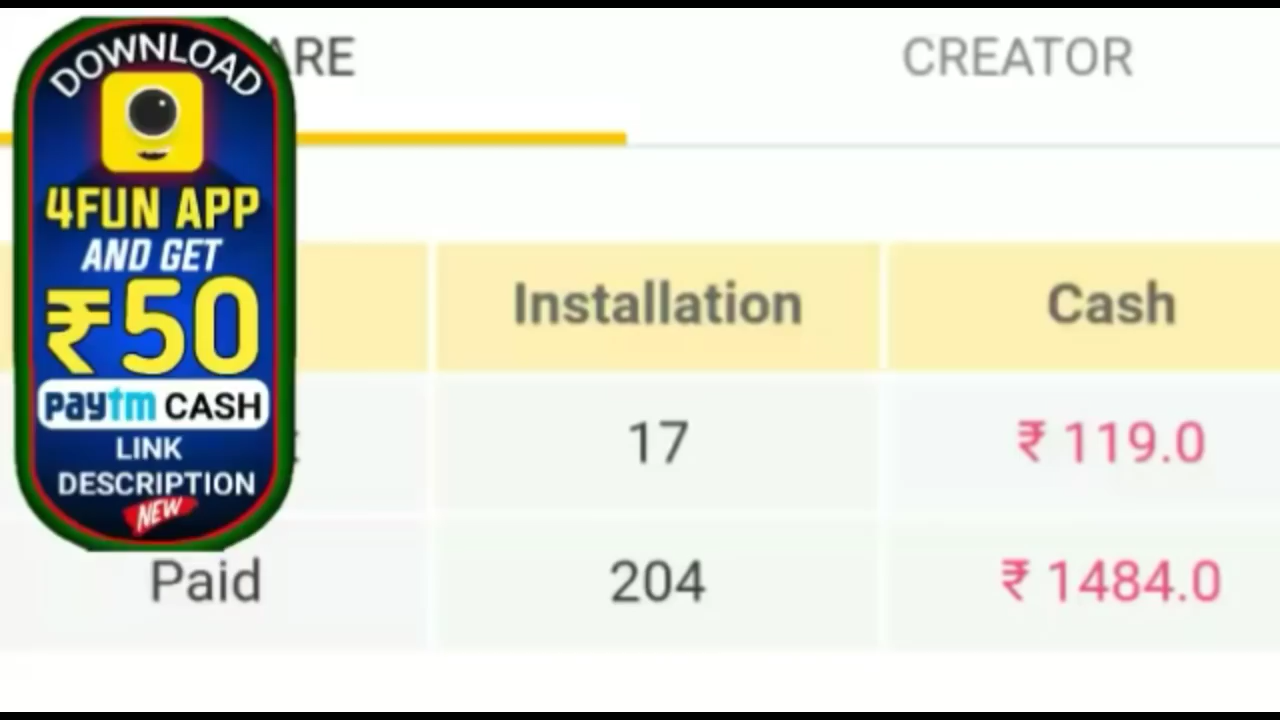 DOWNLOAD
4FUN APP
AND GET
₹50
paytm CASH
LINK
DESCRIPTION
NEW
CREATOR
Installation Cash
17 ₹ 119.0
Paid 204 ₹ 1484.0